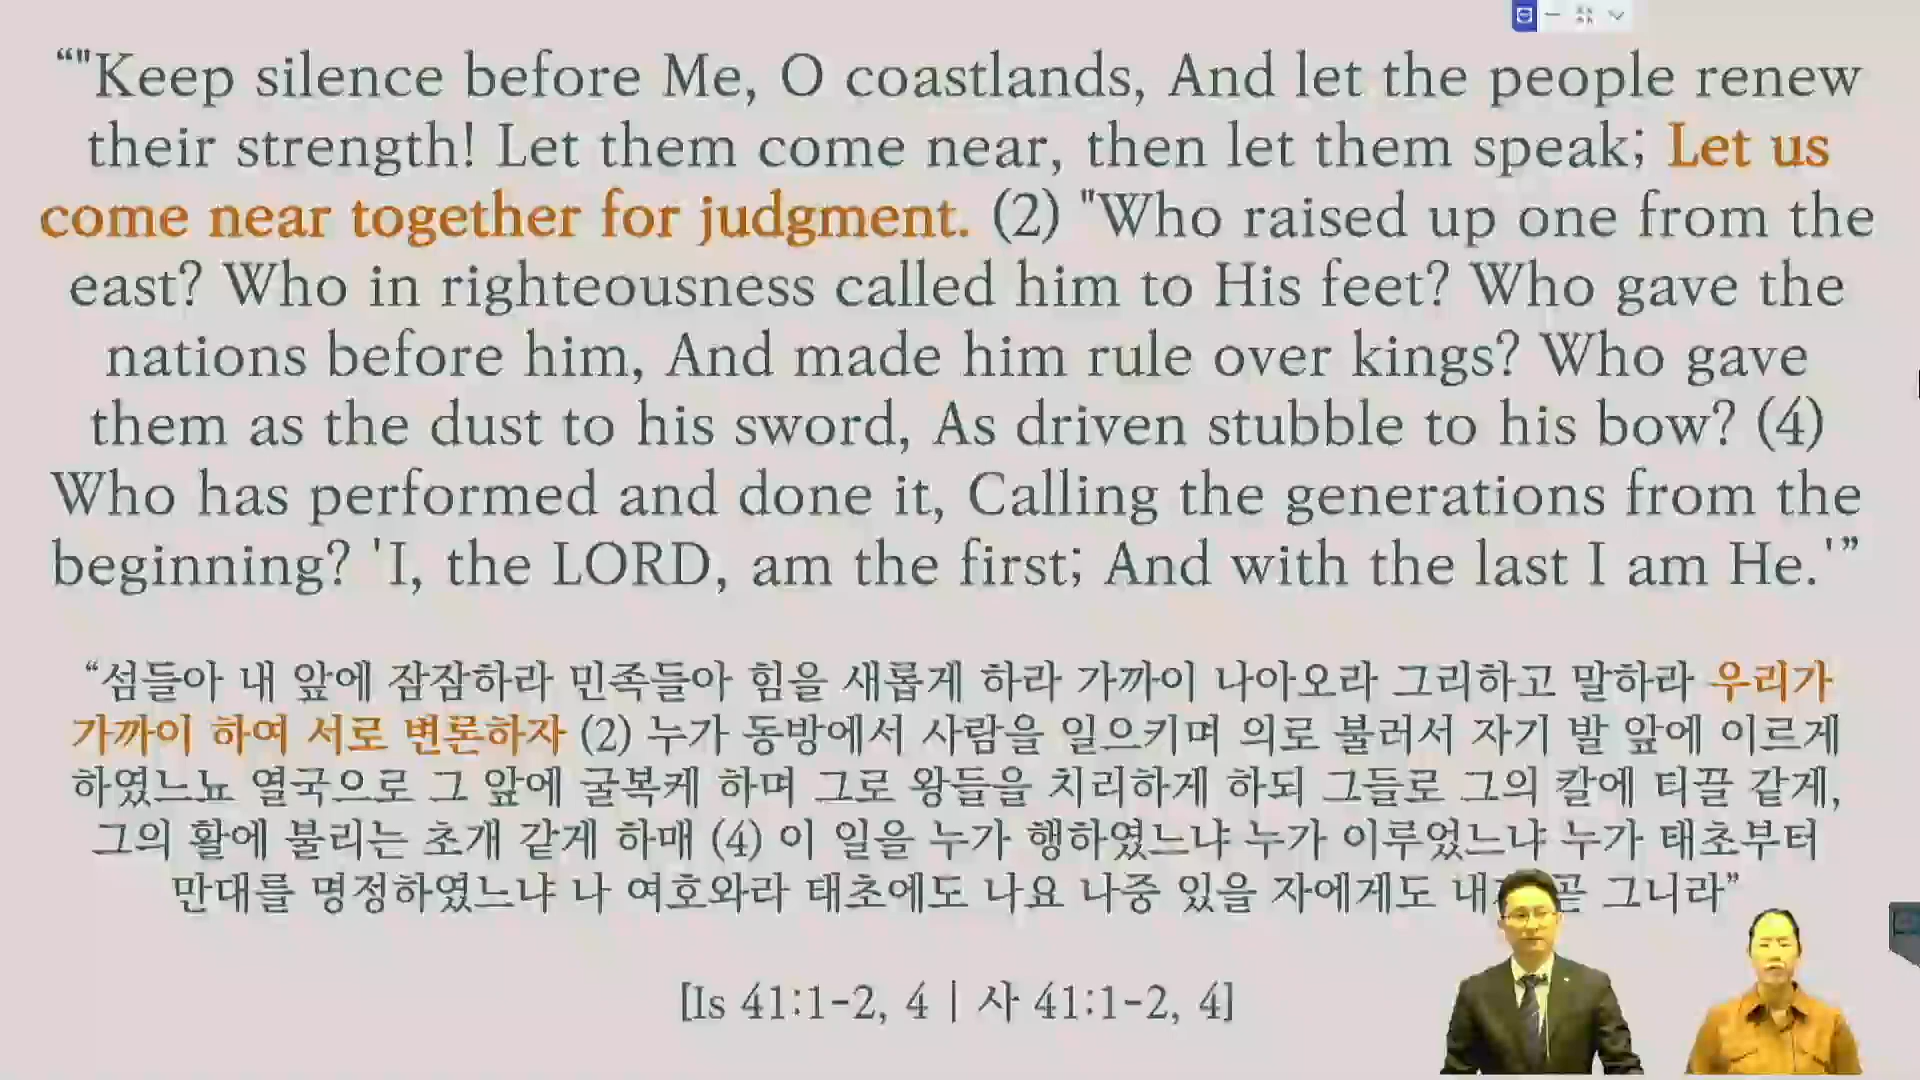 “"Keep silence before Me, O coastlands, And let the people renew
their strength! Let them come near, then let them speak; Let us
come near together for judgment. (2) "Who raised up one from the
east? Who in righteousness called him to His feet? Who gave the
nations before him, And made him rule over kings? Who gave
them as the dust to his sword, As driven stubble to his bow? (4)
Who has performed and done it, Calling the generations from the
beginning? 'I, the LORD, am the first; And with the last I am He.'”
“섬들아 내 앞에 잠잠하라 민족들아 힘을 새롭게 하라 가까이 나아오라 그리하고 말하라 우리가
가까이 하여 서로 변론하자 (2) 누가 동방에서 사람을 일으키며 의로 불러서 자기 발 앞에 이르게
하였느뇨 열국으로 그 앞에 굴복케 하며 그로 왕들을 치리하게 하되 그들로 그의 칼에 티끌 같게,
그의 활에 불리는 초개 같게 하매 (4) 이 일을 누가 행하였느냐 누가 이루었느냐 누가 태초부터
만대를 명정하였느냐 나 여호와라 태초에도 나요 나중 있을 자에게도 곧 그니라”
[Is 41:1-2, 4 | 사 41:1-2, 4]